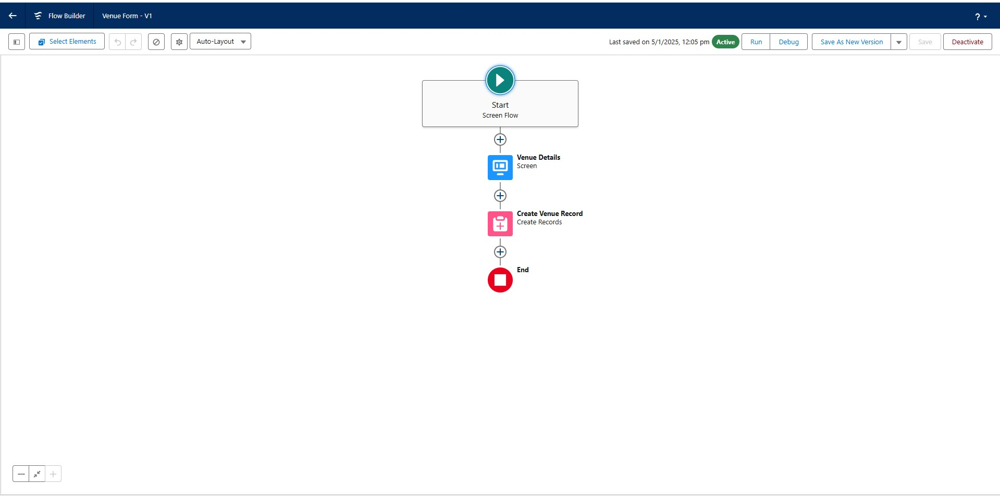 Flow Builder
Venue Form - V1
?
Select Elements
Auto-Layout
Last saved on 5/1/2025, 12:05 pm
Active
Run
Debug
Save As New Version
Save
Deactivate
Start
Screen Flow
Venue Details
Screen
Create Venue Record
Create Records
End